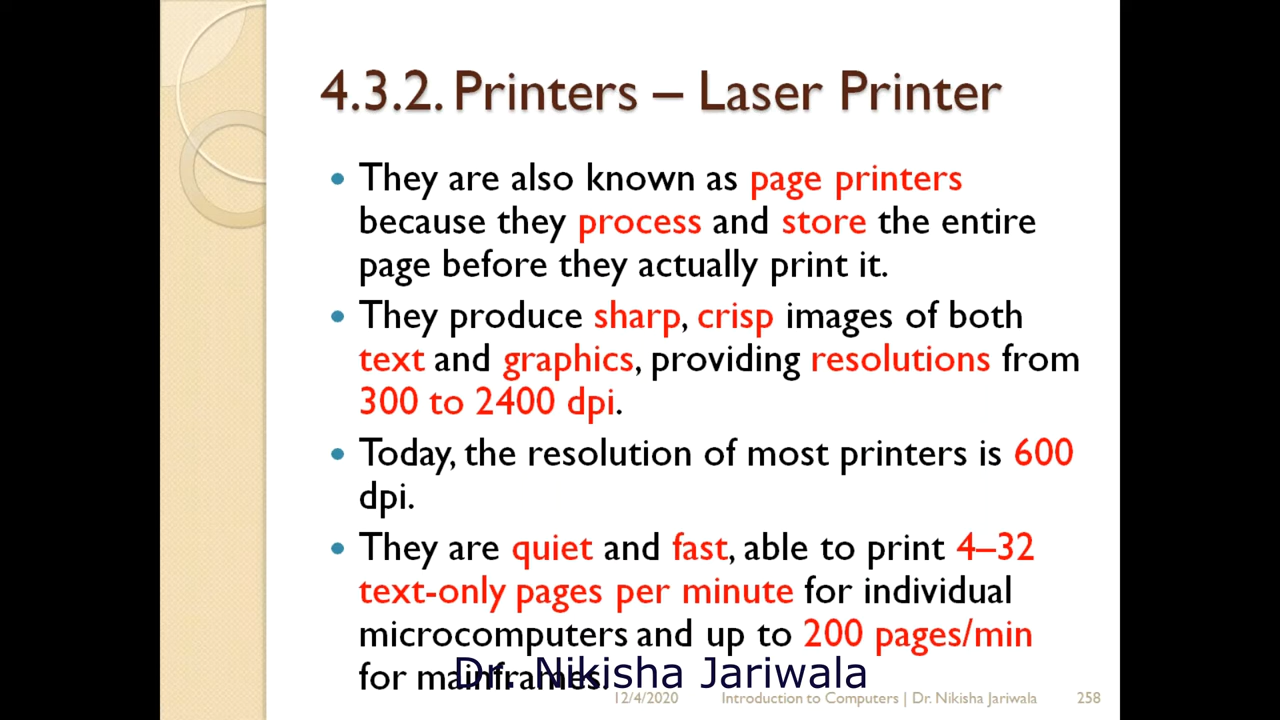 4.3.2. Printers – Laser Printer
• They are also known as page printers
because they process and store the entire
page before they actually print it.
• They produce sharp, crisp images of both
text and graphics, providing resolutions from
300 to 2400 dpi.
• Today, the resolution of most printers is 600
dpi.
• They are quiet and fast, able to print 4–32
text-only pages per minute for individual
microcomputers and up to 200 pages/min
for mainframes.
Dr. Nikisha Jariwala
12/4/2020 Introduction to Computers | Dr. Nikisha Jariwala 258